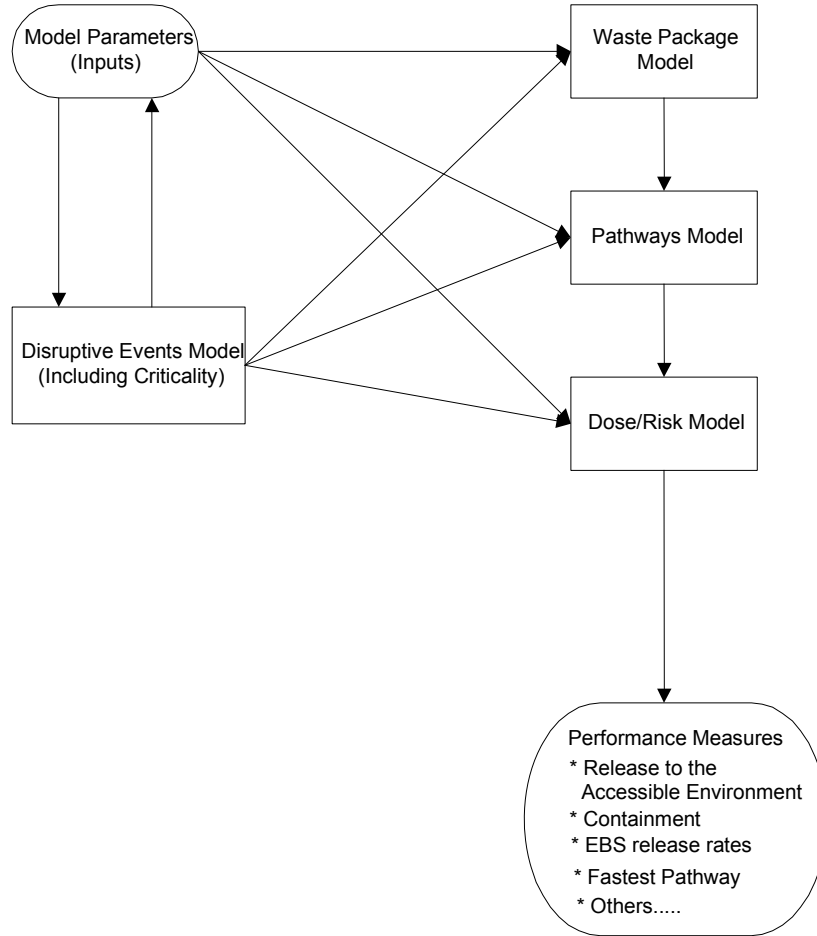 Model Parameters
(Inputs)
Waste Package
Model
Pathways Model
Disruptive Events Model
(Including Criticality)
Dose/Risk Model
Performance Measures
* Release to the
Accessible Environment
* Containment
* EBS release rates
* Fastest Pathway
* Others.....